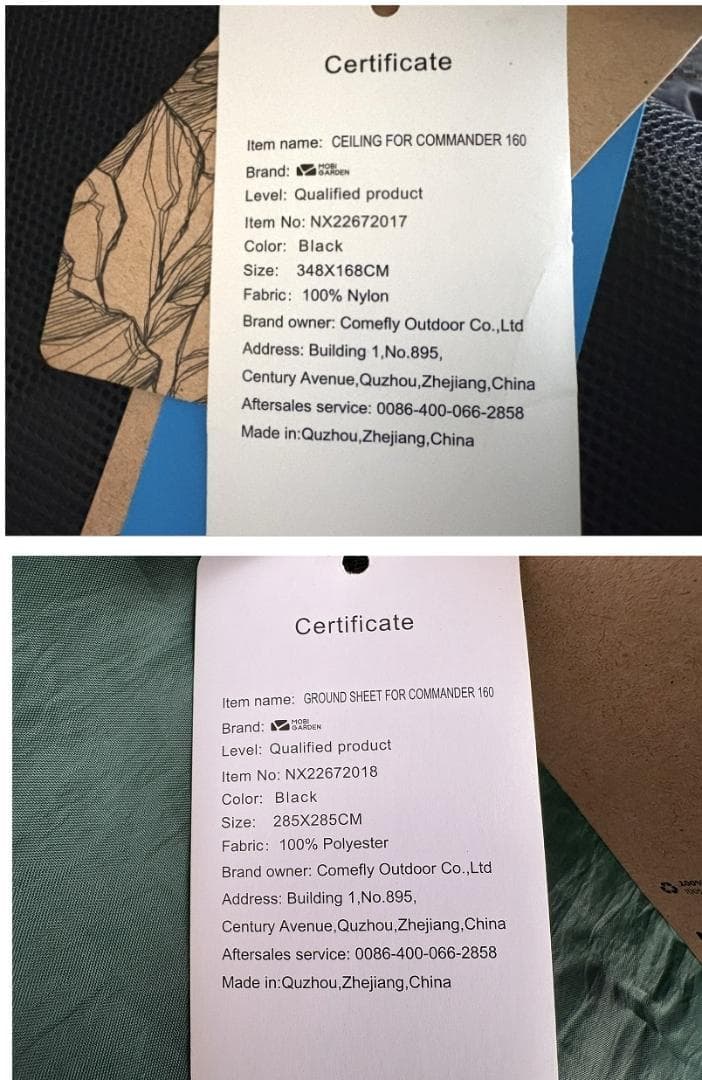 Certificate
Item name: CEILING FOR COMMANDER 160
Brand: MOBI GARDEN
Level: Qualified product
Item No: NX22672017
Color: Black
Size: 348X168CM
Fabric: 100% Nylon
Brand owner: Comefly Outdoor Co.,Ltd
Address: Building 1,No.895,
Century Avenue,Quzhou,Zhejiang,China
Aftersales service: 0086-400-066-2858
Made in:Quzhou,Zhejiang,China
Certificate
Item name: GROUND SHEET FOR COMMANDER 160
Brand: MOBI GARDEN
Level: Qualified product
Item No: NX22672018
Color: Black
Size: 285X285CM
Fabric: 100% Polyester
Brand owner: Comefly Outdoor Co.,Ltd
Address: Building 1,No.895,
Century Avenue,Quzhou,Zhejiang,China
Aftersales service: 0086-400-066-2858
Made in:Quzhou,Zhejiang,China